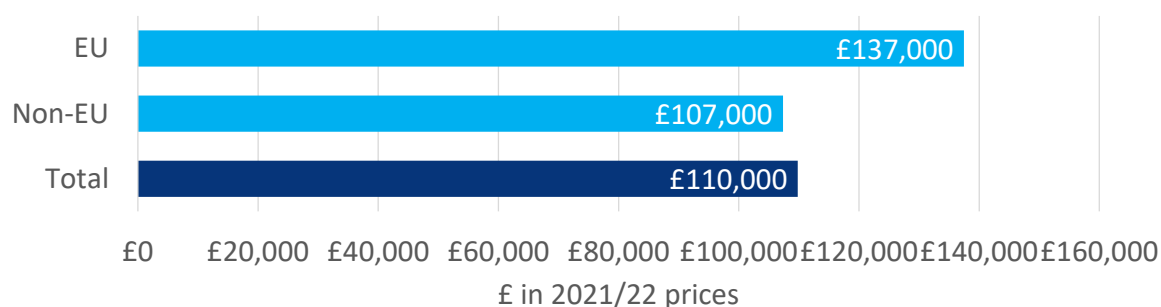 EU £137,000
Non-EU £107,000
Total £110,000
£0 £20,000 £40,000 £60,000 £80,000 £100,000 £120,000 £140,000 £160,000
£ in 2021/22 prices